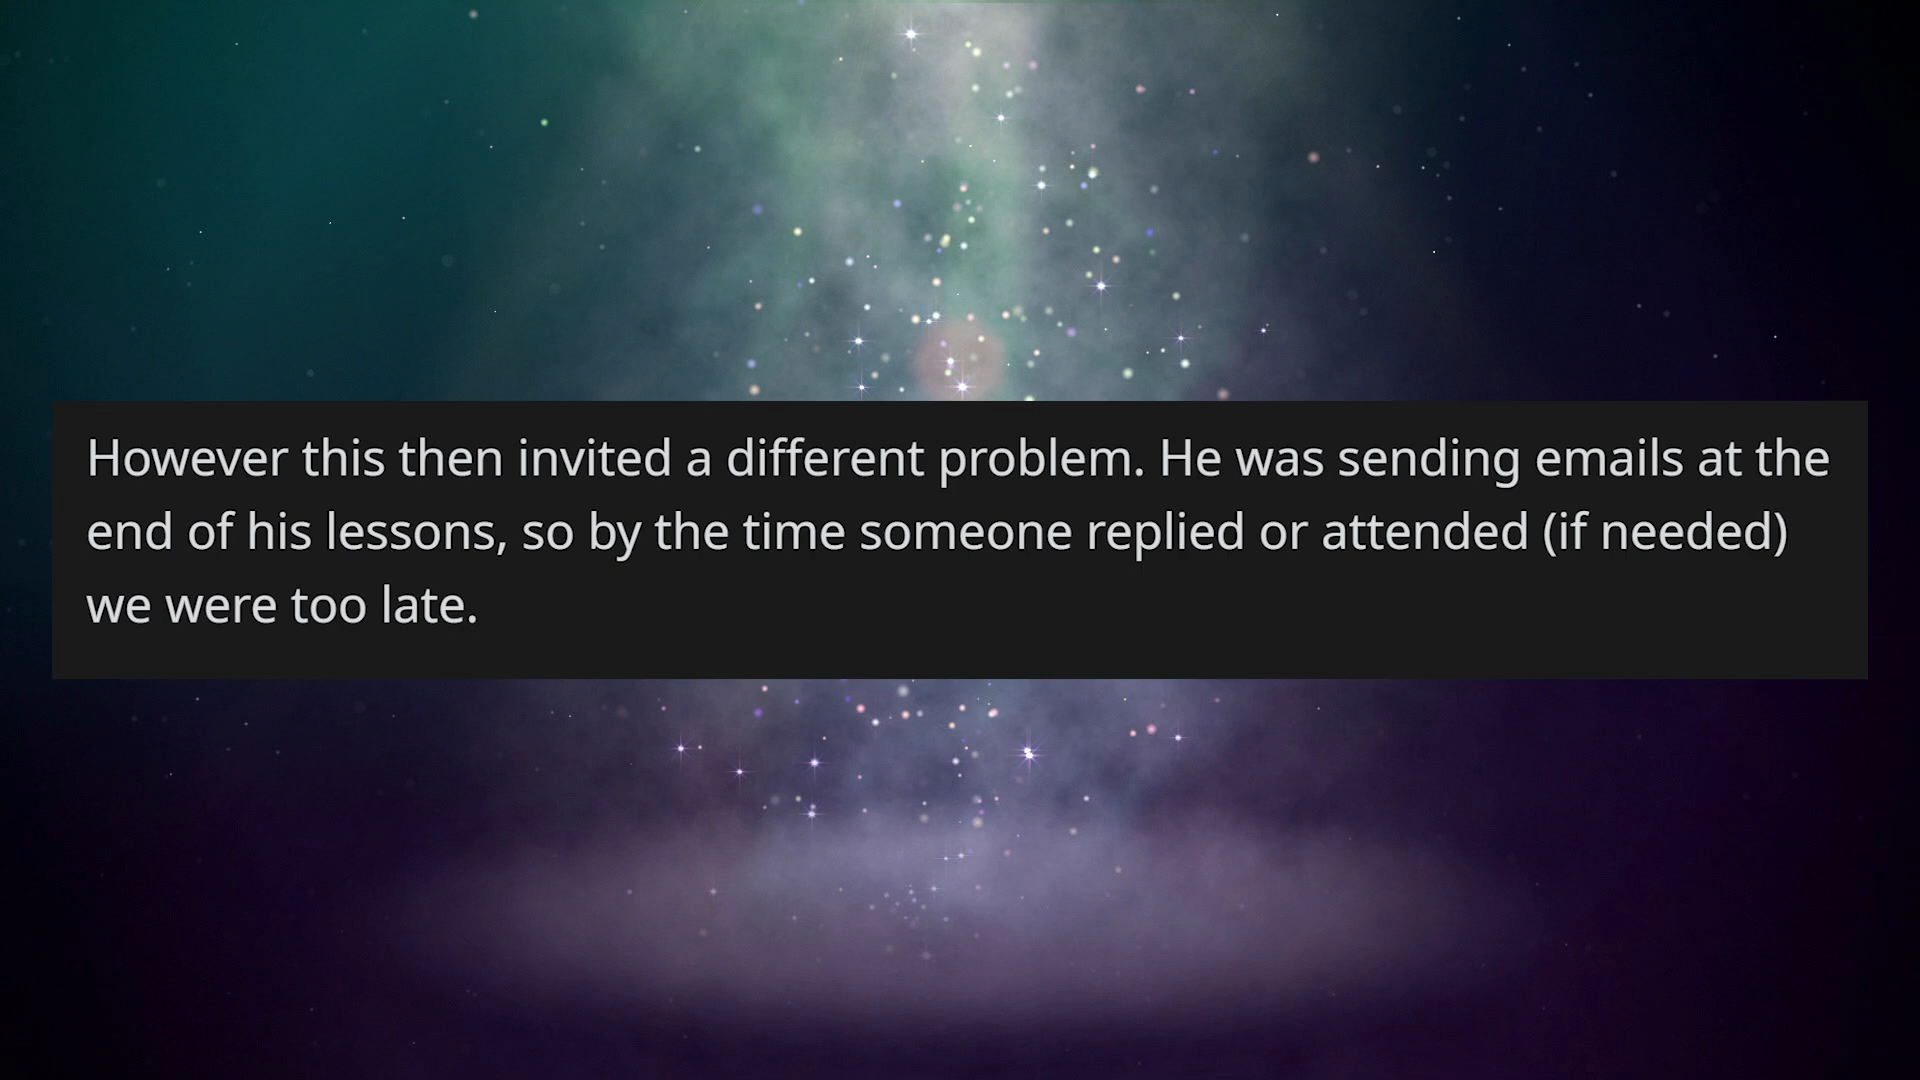 However this then invited a different problem. He was sending emails at the
end of his lessons, so by the time someone replied or attended (if needed)
we were too late.